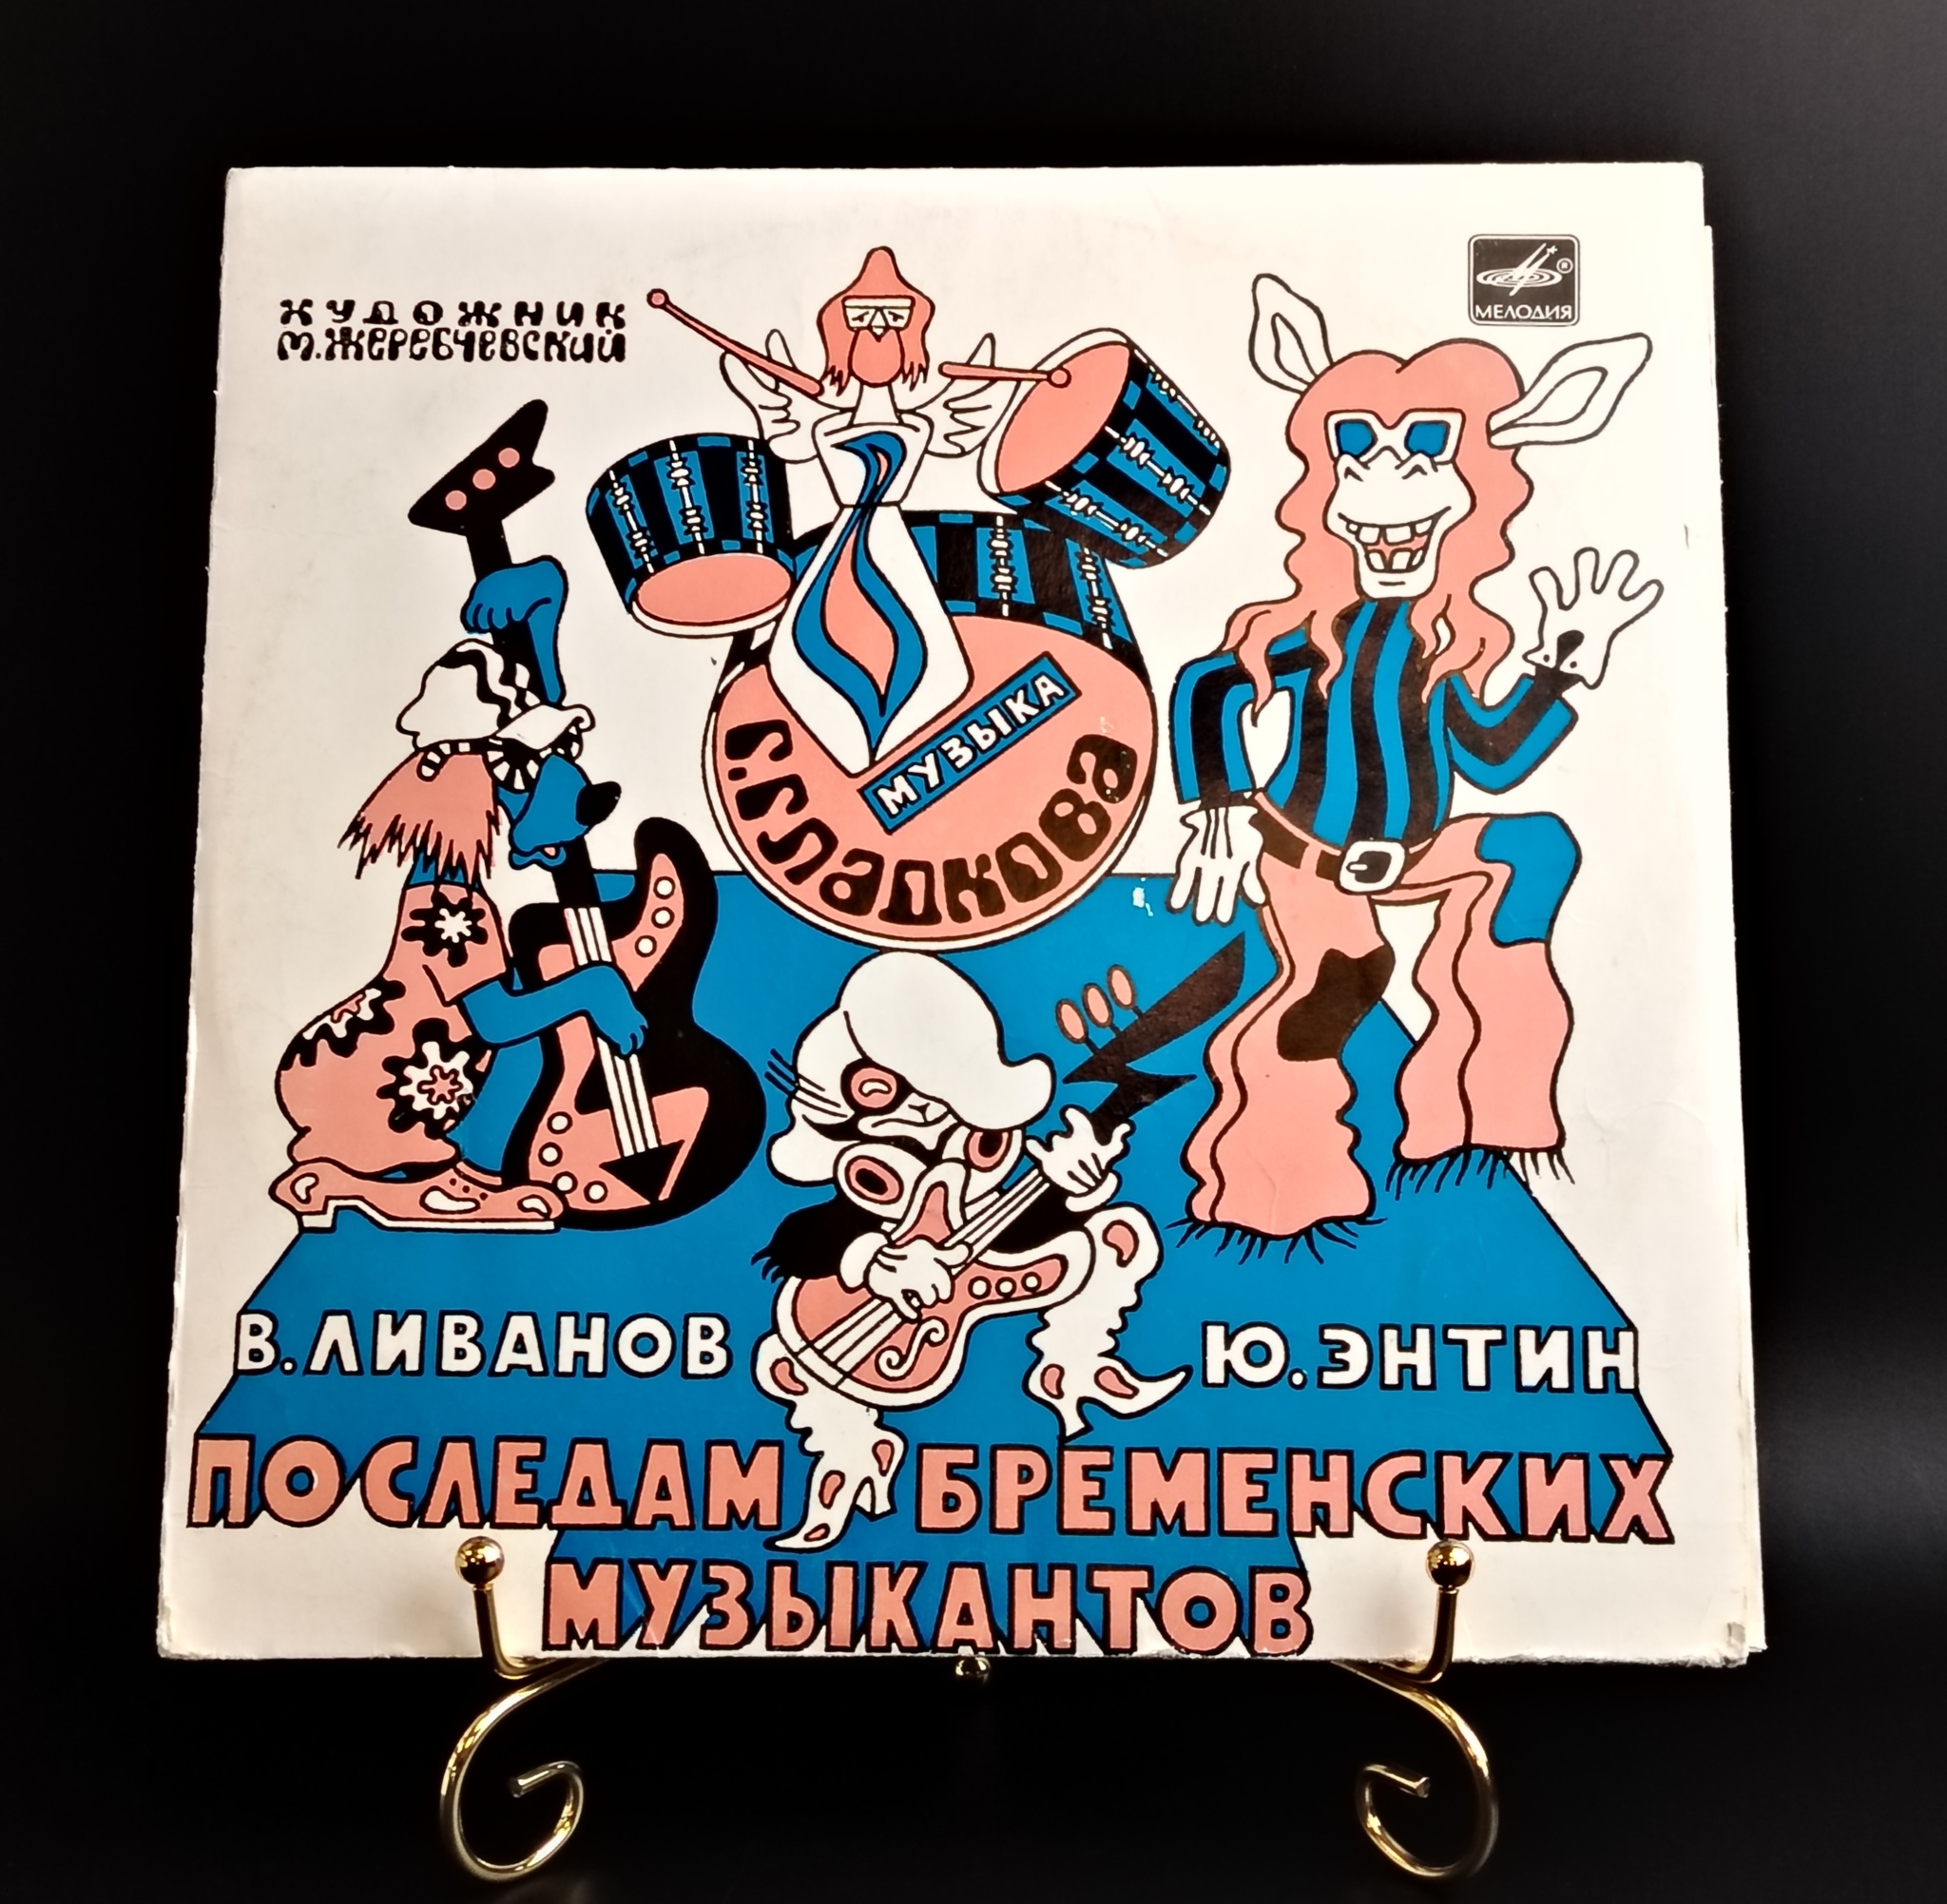 ХУДОЖНИК
М.ЖЕРЕБЧЕВСКИЙ
МЕЛОДИЯ
®
МУЗЫКА
Г.ГЛАДКОВА
В.ЛИВАНОВ
Ю.ЭНТИН
ПО СЛЕДАМ БРЕМЕНСКИХ
МУЗЫКАНТОВ